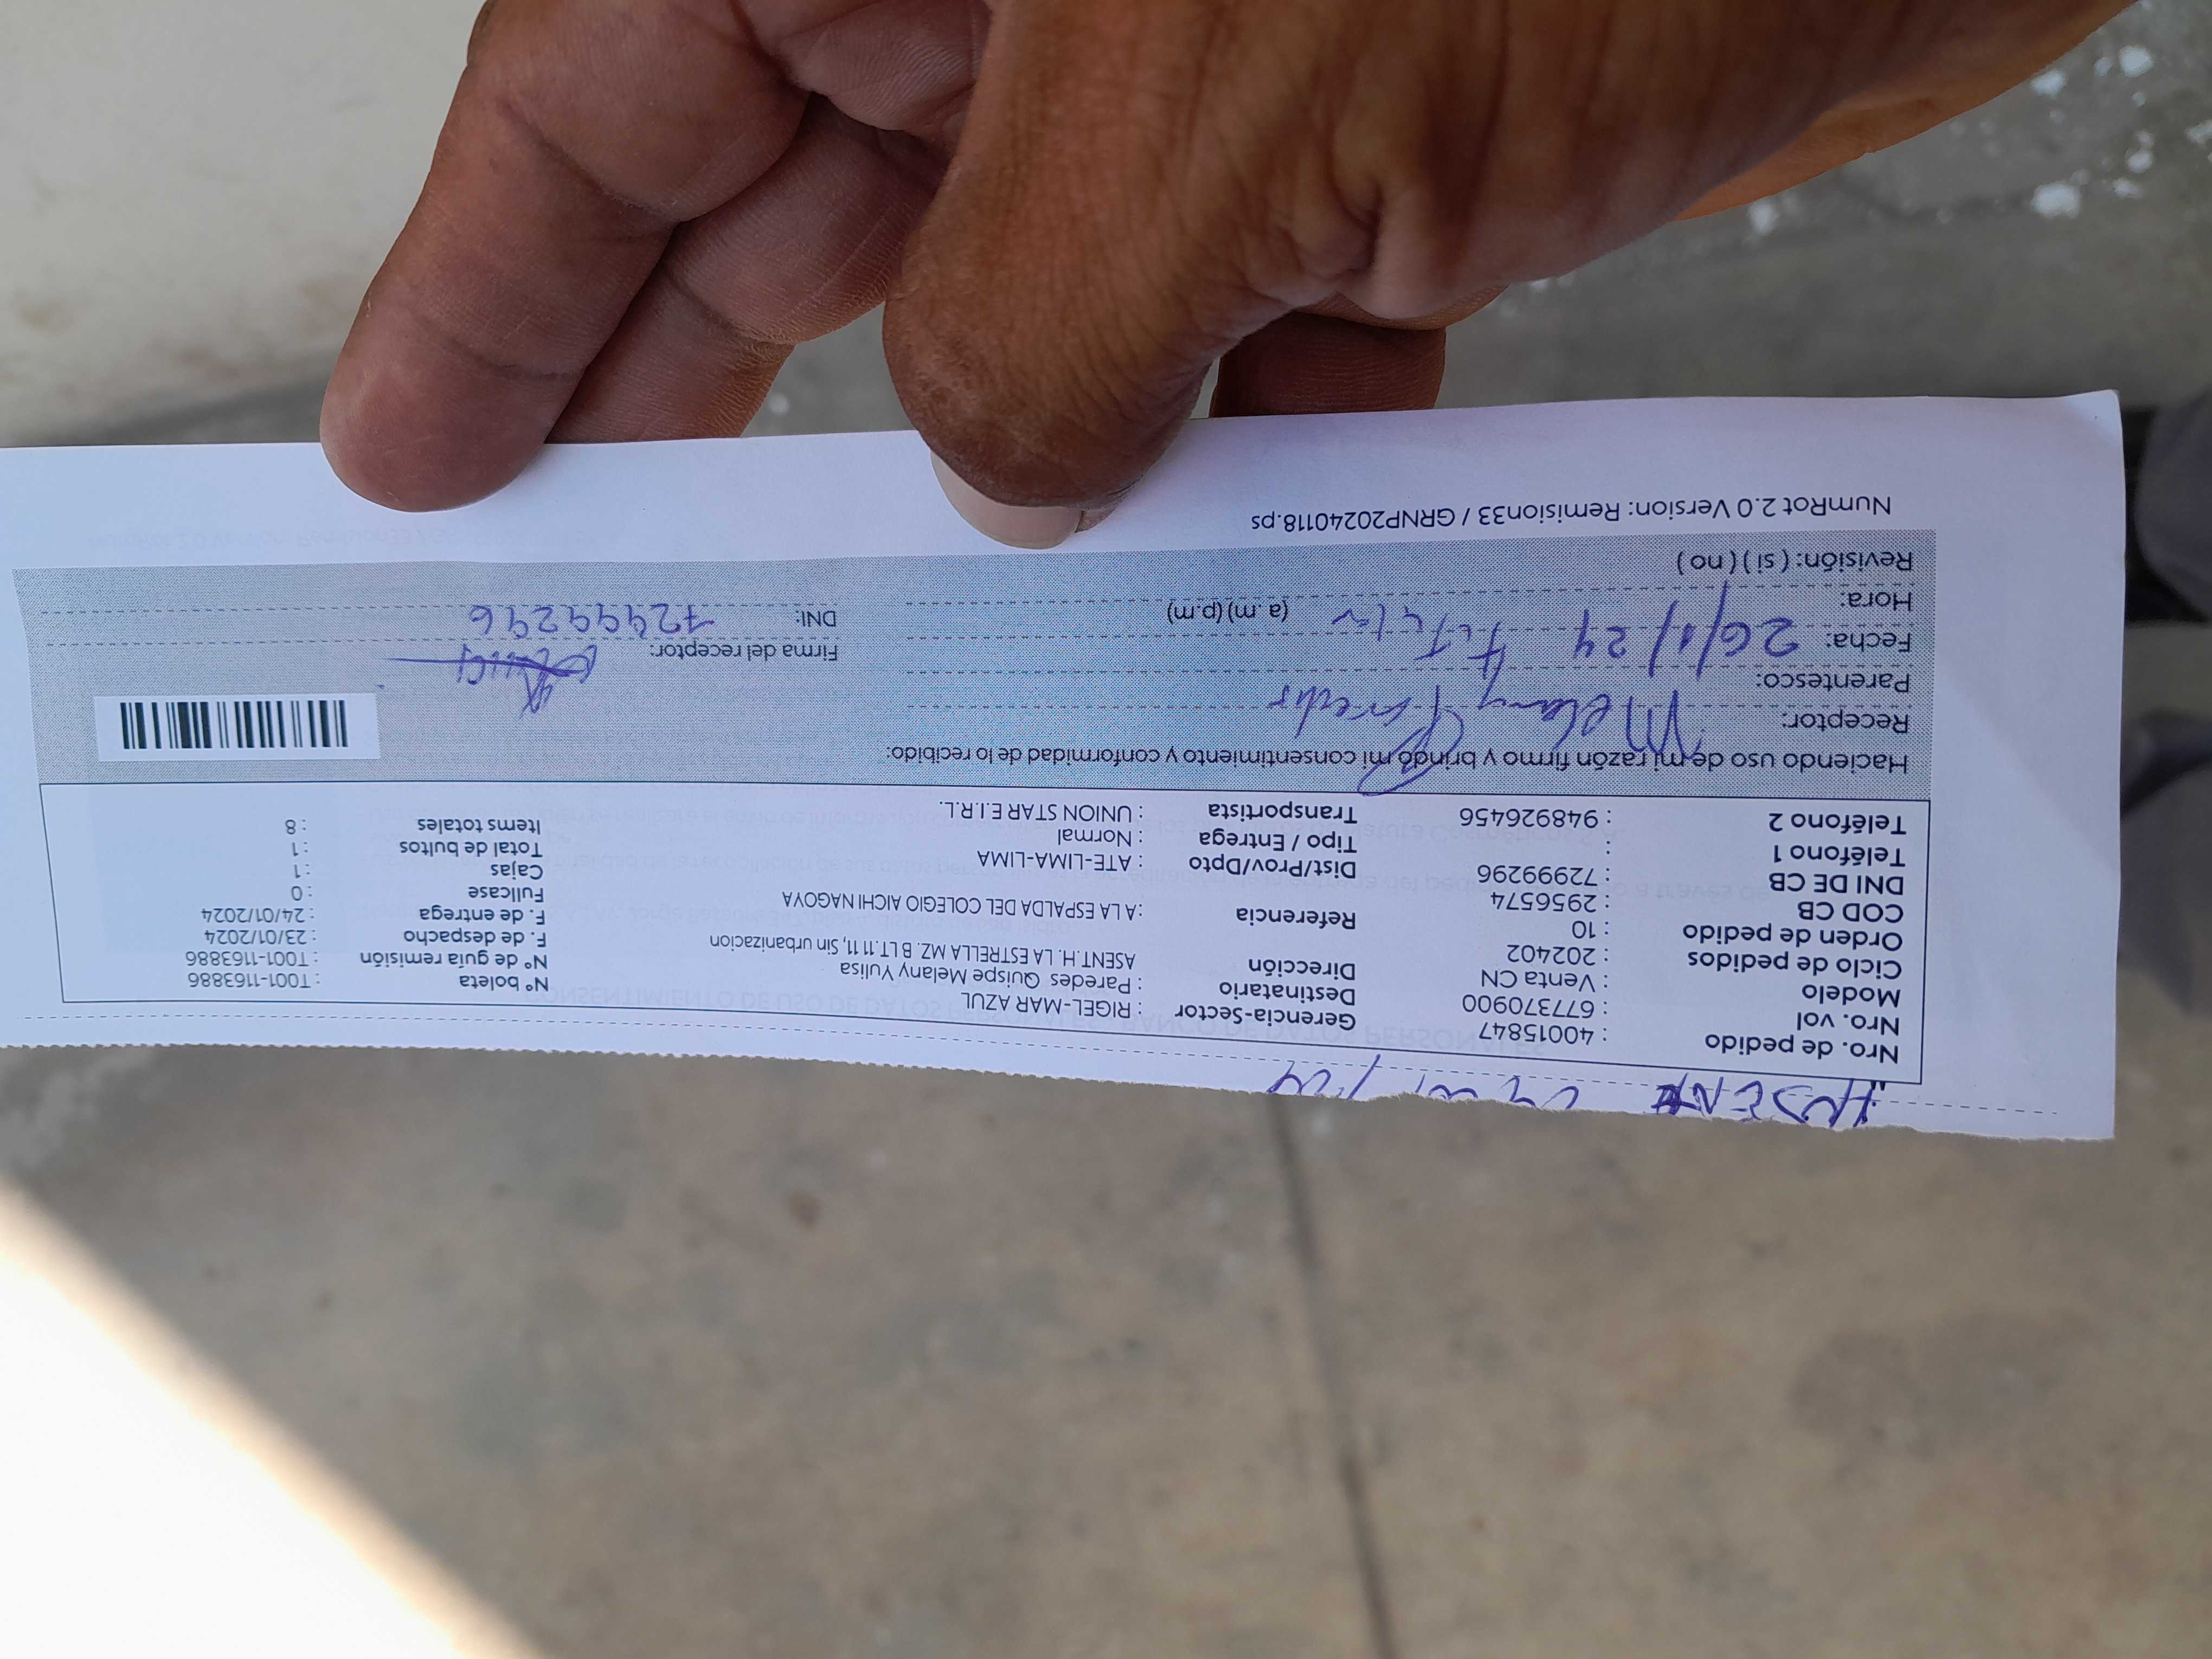 AUSENTE
Nro. de pedido : 40015847
Nro. vol : 677370900
Modelo : Venta CN
Ciclo de pedidos : 202402
Orden de pedido : 10
COD CB : 2956574
DNI DE CB : 72999296
Teléfono 1 :
Teléfono 2 : 948926456
Gerencia-Sector : RIGEL-MAR AZUL
Destinatario : Paredes Quispe Melany Yulisa
Dirección ASENT.H. LA ESTRELLA MZ. B LT.11 11, Sin urbanizacion
Referencia : A LA ESPALDA DEL COLEGIO AICHI NAGOYA
Dist/Prov/Dpto : ATE-LIMA-LIMA
Tipo / Entrega : Normal
Transportista : UNION STAR E.I.R.L.
N° boleta : T001-1163886
N° de guía remisión : T001-1163886
F. de despacho : 23/01/2024
F. de entrega : 24/01/2024
Fullcase : 0
Cajas : 1
Total de bultos : 1
Items totales : 8
Haciendo uso de mi razón firmo y brindo mi consentimiento y conformidad de lo recibido:
Receptor: Melany Paredes
Parentesco:
Fecha: 26/1/24
Hora: (a.m) (p.m)
Revisión: ( si ) ( no )
Firma del receptor:
DNI: 72999296
NumRot 2.0 Version: Remision33 / GRNP20240118.ps